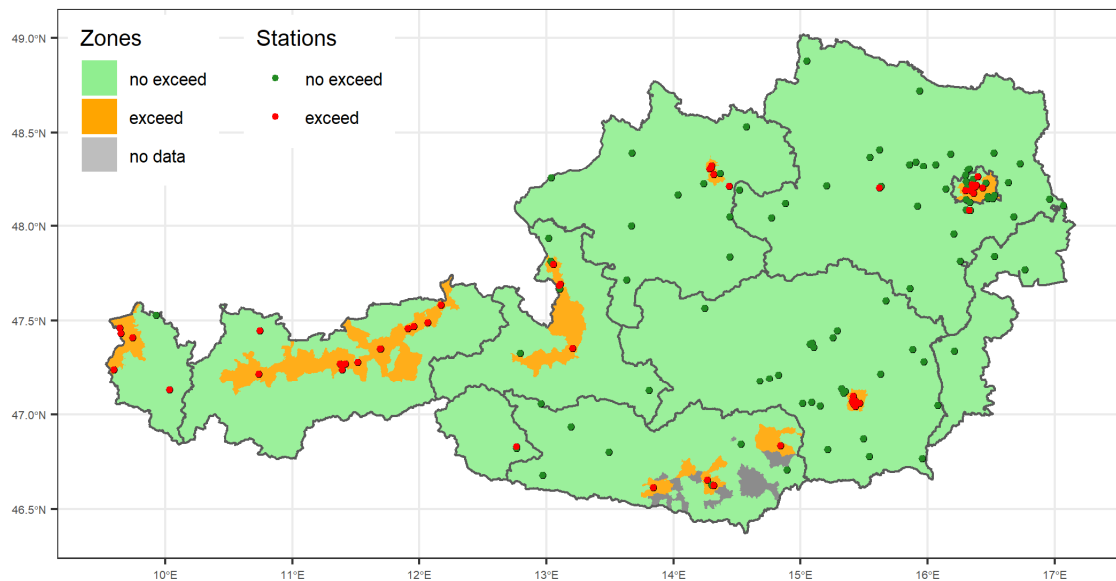 Zones
no exceed
exceed
no data
Stations
no exceed
exceed
49.0°N
48.5°N
48.0°N
47.5°N
47.0°N
46.5°N
10°E 11°E 12°E 13°E 14°E 15°E 16°E 17°E